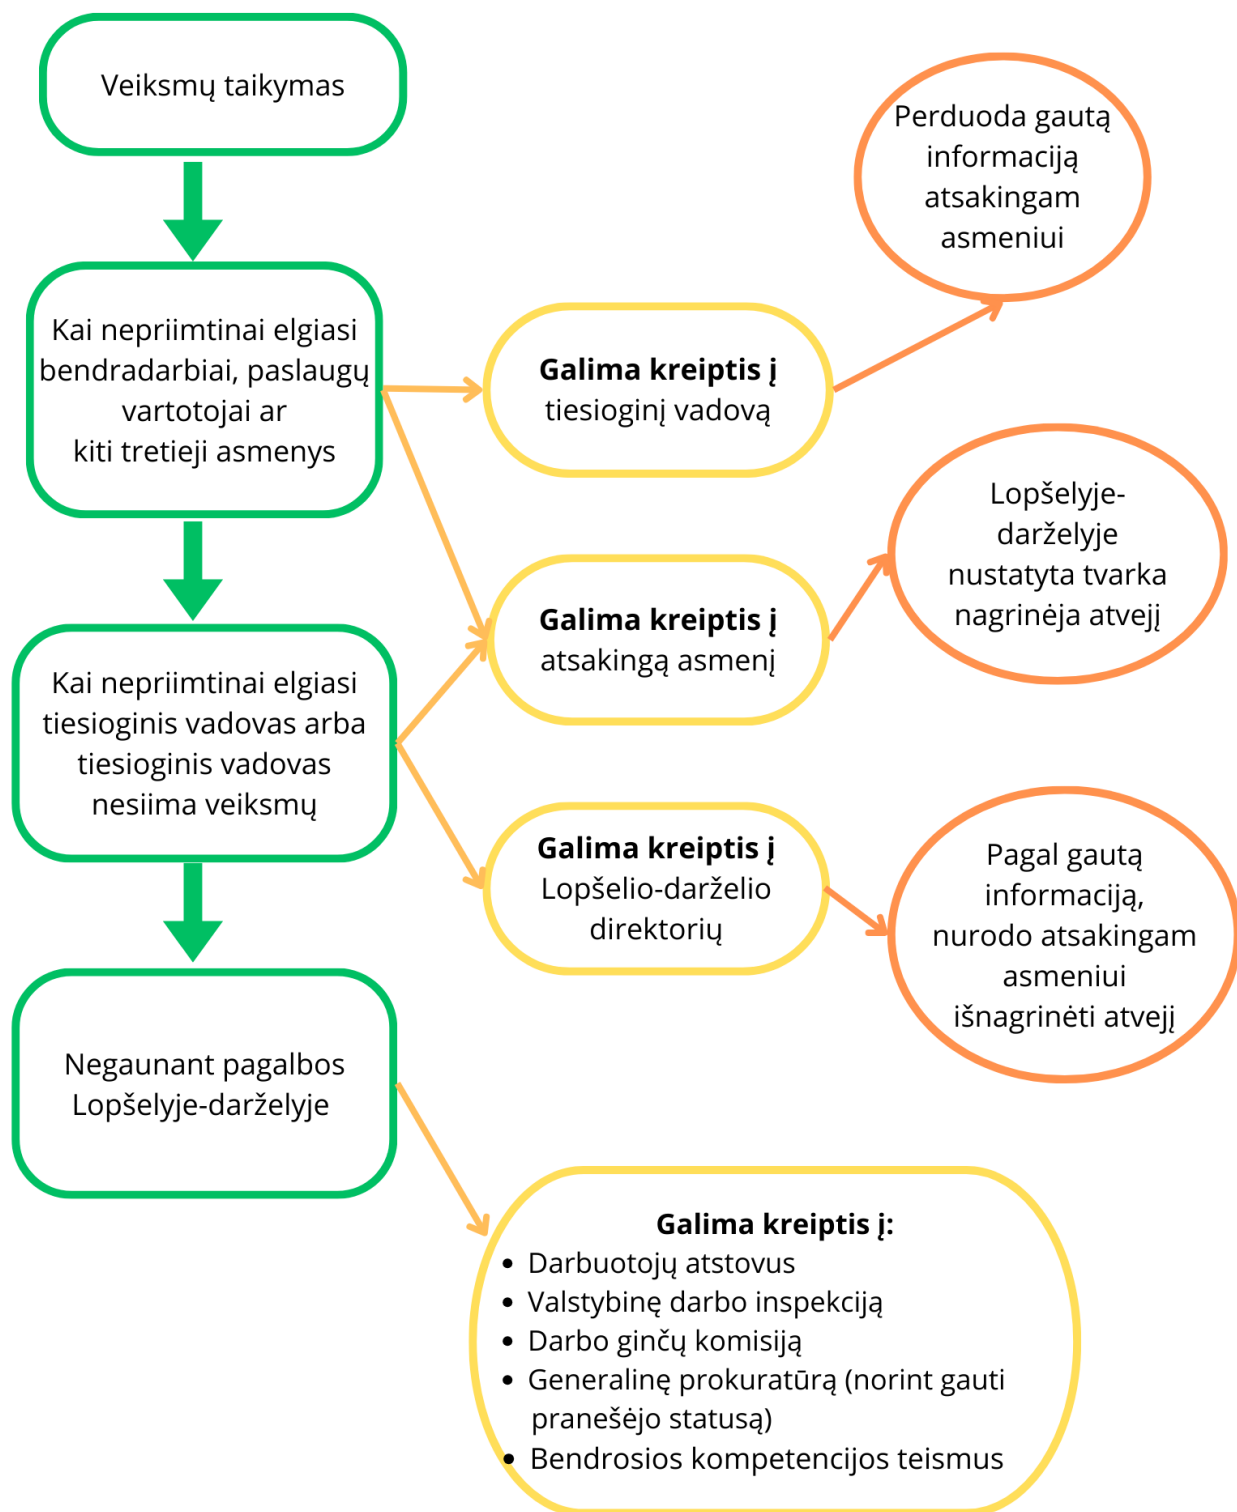 Veiksmų taikymas
Perduoda gautą
informaciją
atsakingam
asmeniui
Kai nepriimtinai elgiasi
bendradarbiai, paslaugų
vartotojai ar
kiti tretieji asmenys
Galima kreiptis į
tiesioginį vadovą
Lopšelyje-
darželyje
nustatyta tvarka
nagrinėja atvejį
Galima kreiptis į
atsakingą asmenį
Kai nepriimtinai elgiasi
tiesioginis vadovas arba
tiesioginis vadovas
nesiima veiksmų
Galima kreiptis į
Lopšelio-darželio
direktorių
Pagal gautą
informaciją,
nurodo atsakingam
asmeniui
išnagrinėti atvejį
Negaunant pagalbos
Lopšelyje-darželyje
Galima kreiptis į:
• Darbuotojų atstovus
• Valstybinę darbo inspekciją
• Darbo ginčų komisiją
• Generalinę prokuratūrą (norint gauti
pranešėjo statusą)
• Bendrosios kompetencijos teismus